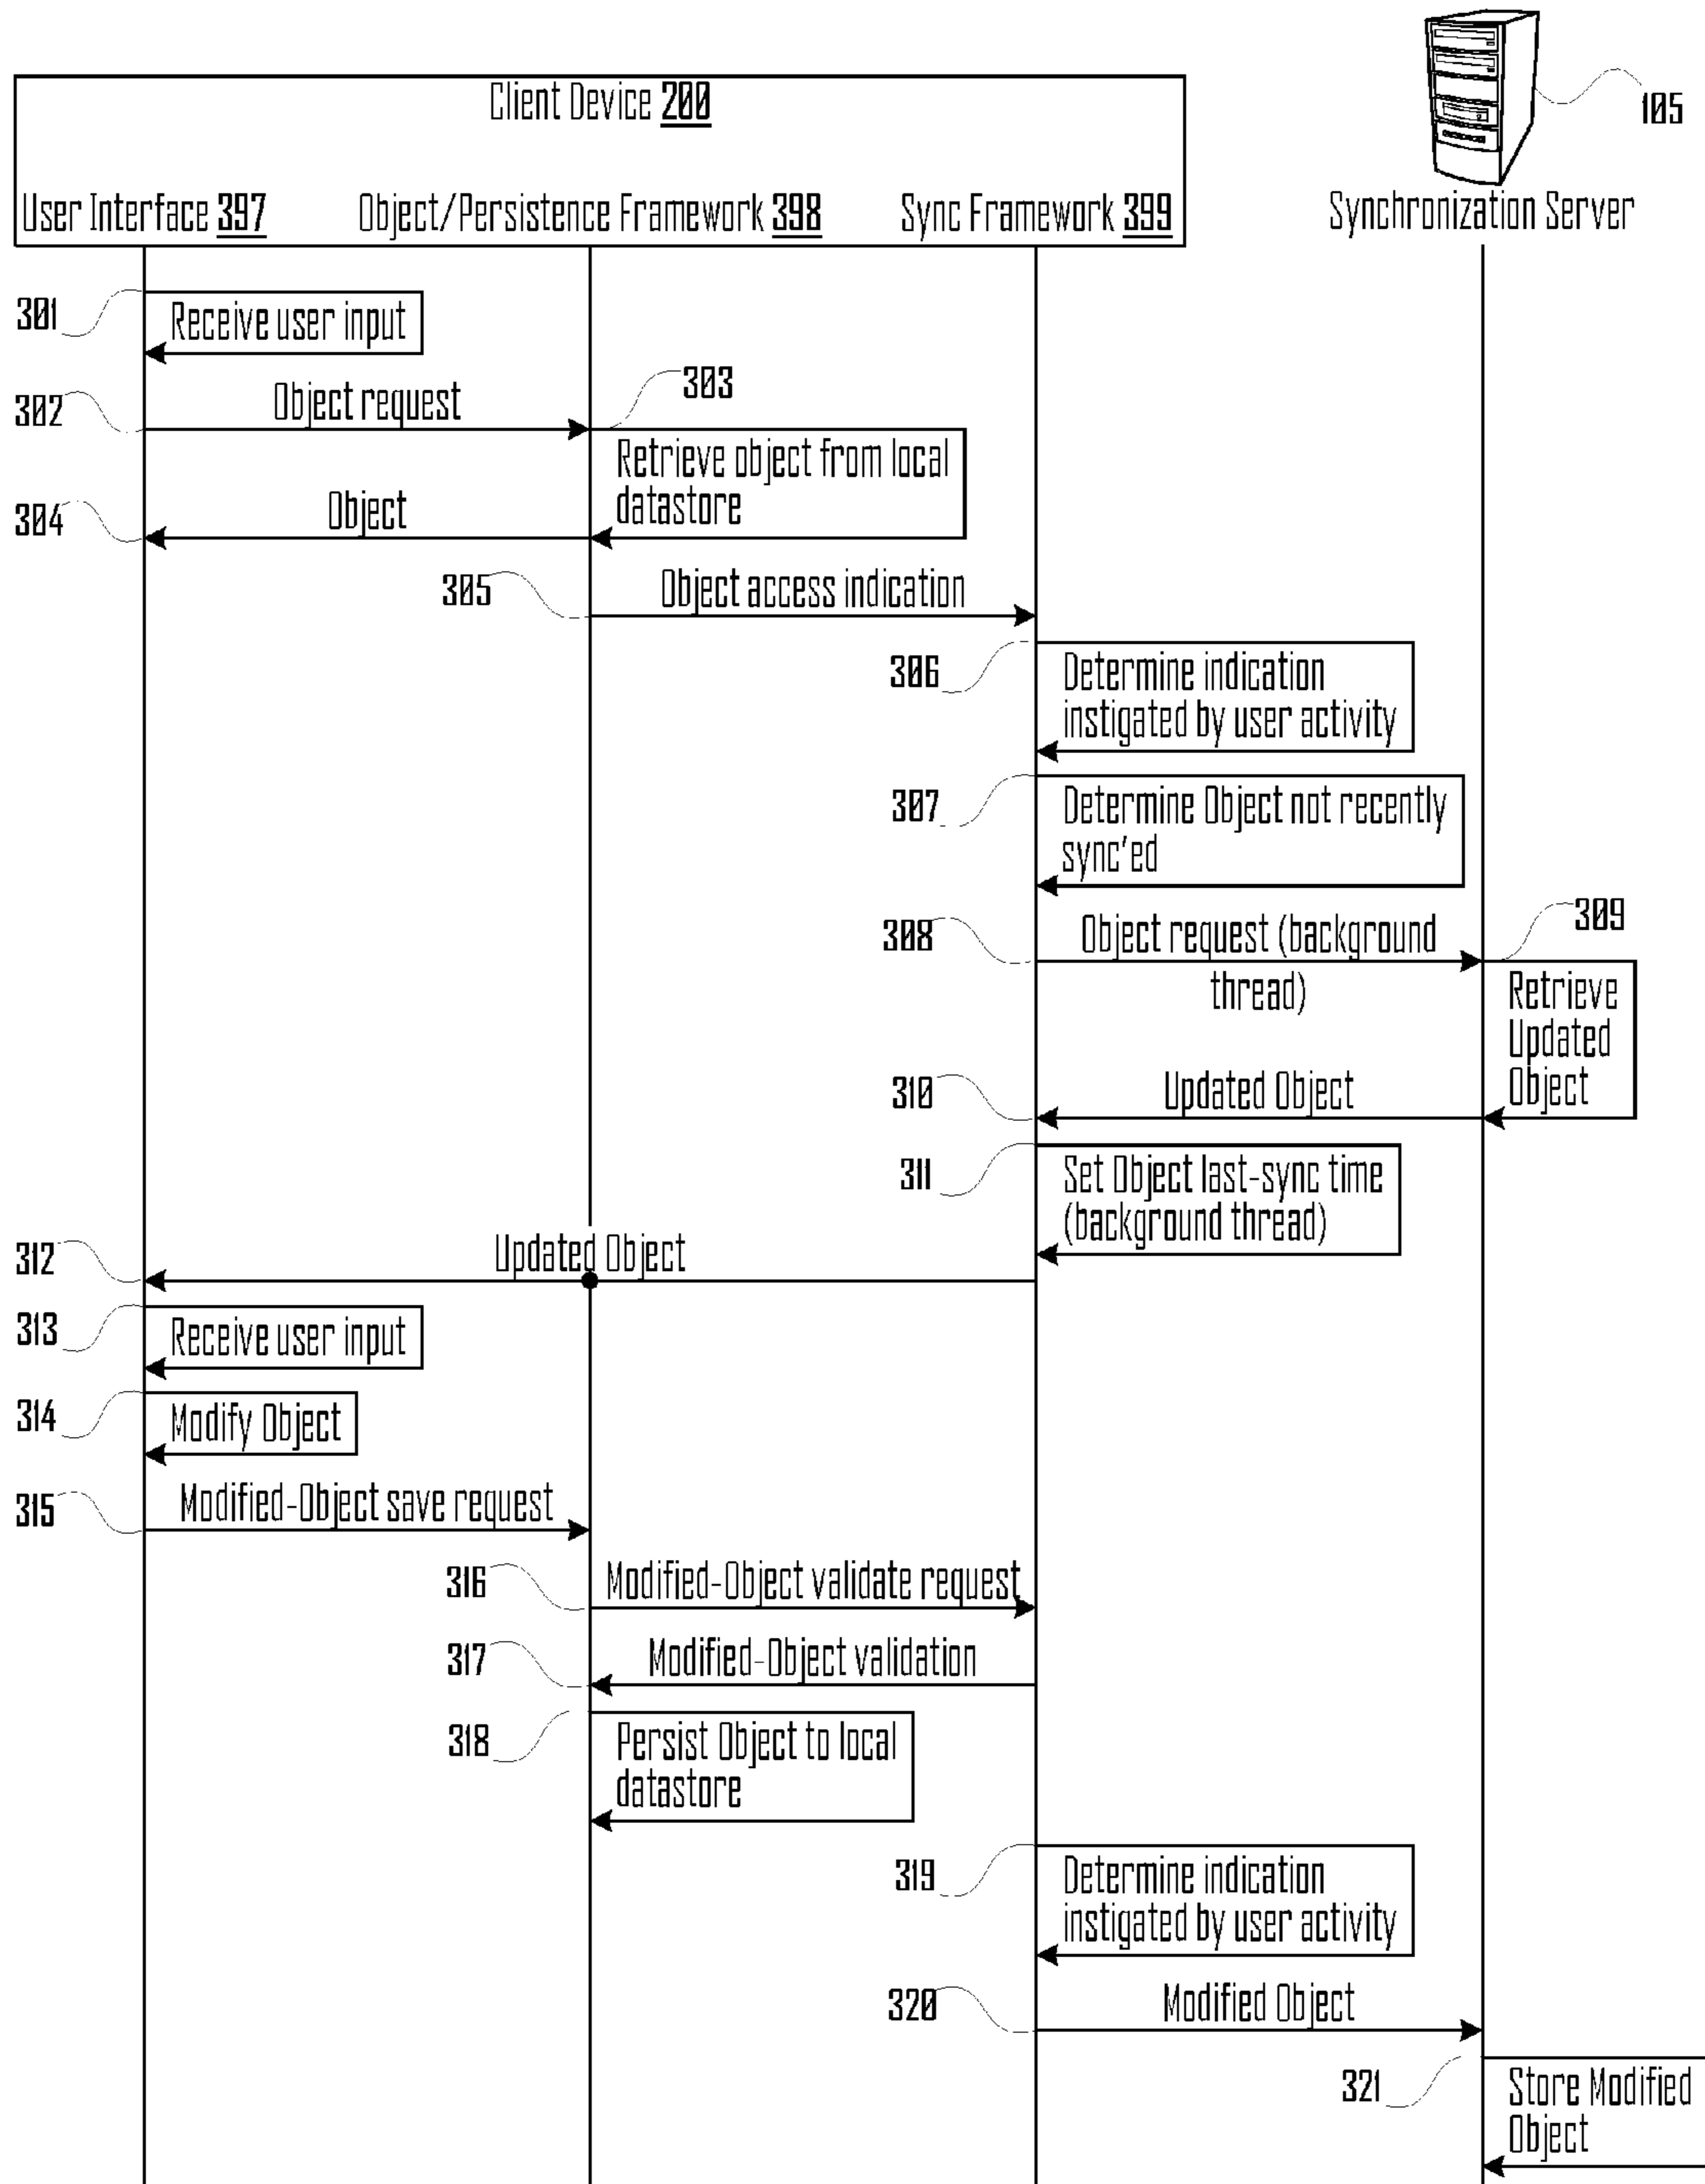 Client Device 200
105
User Interface 397
Object/Persistence Framework 398
Sync Framework 399
Synchronization Server
301
Receive user input
302
Object request
303
Retrieve object from local
datastore
304
Object
305
Object access indication
306
Determine indication
instigated by user activity
307
Determine Object not recently
sync'ed
308
Object request (background
thread)
309
Retrieve
Updated
Object
310
Updated Object
311
Set Object last-sync time
(background thread)
312
Updated Object
313
Receive user input
314
Modify Object
315
Modified-Object save request
316
Modified-Object validate request
317
Modified-Object validation
318
Persist Object to local
datastore
319
Determine indication
instigated by user activity
320
Modified Object
321
Store Modified
Object